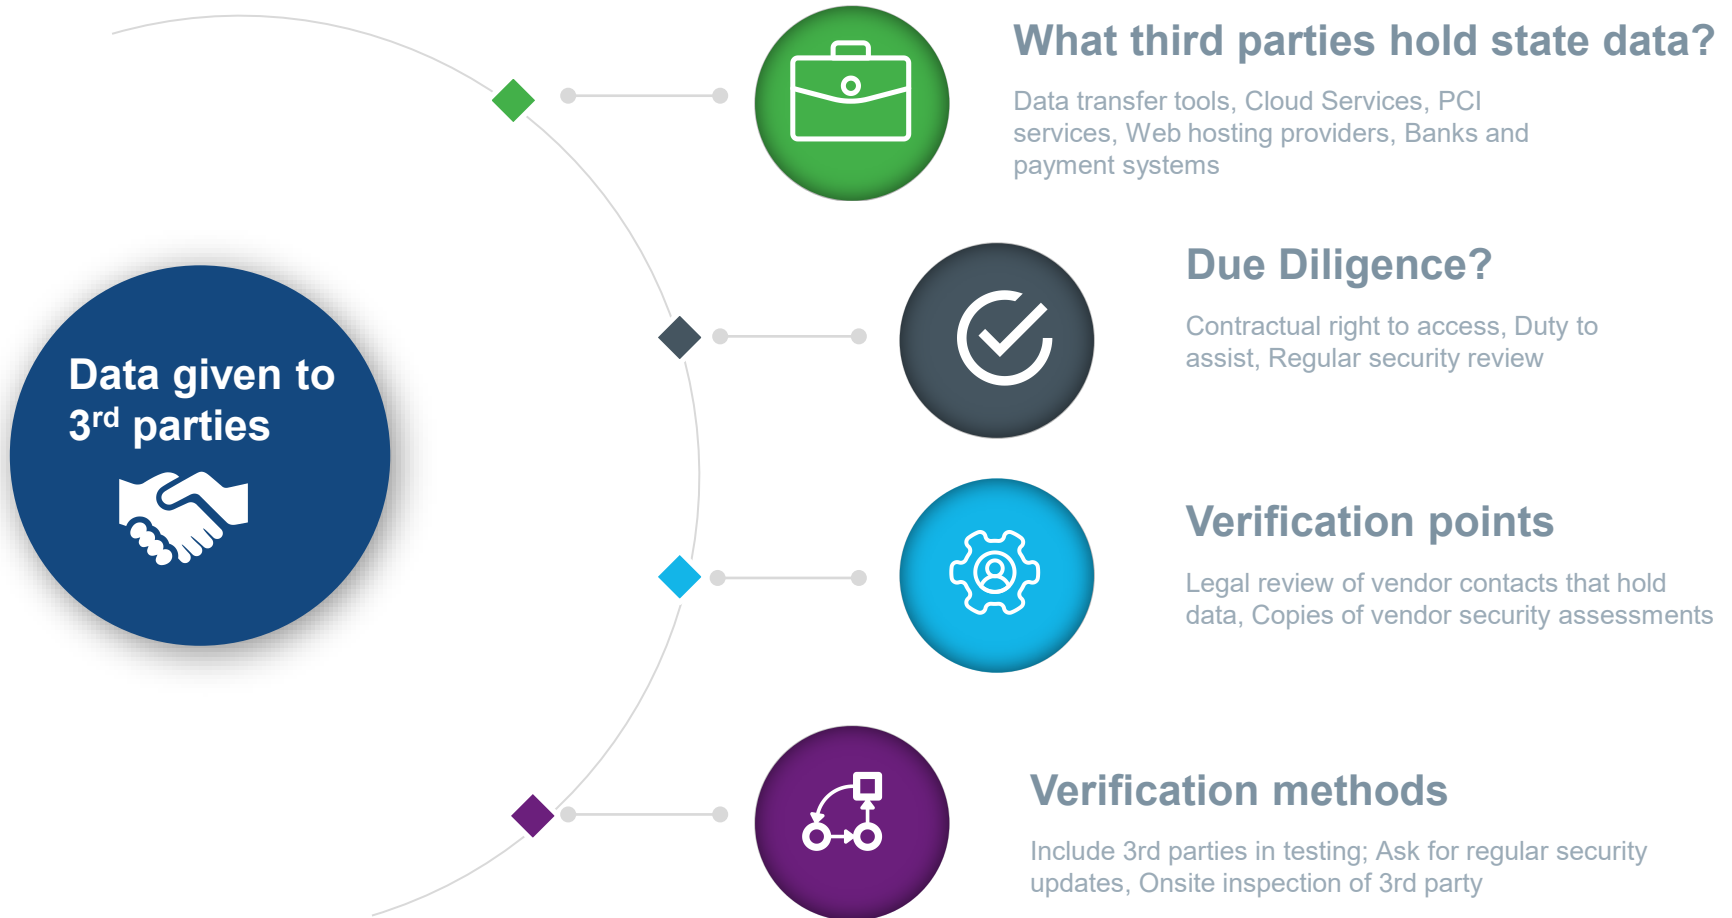 Data given to
3rd parties
What third parties hold state data?
Data transfer tools, Cloud Services, PCI
services, Web hosting providers, Banks and
payment systems
Due Diligence?
Contractual right to access, Duty to
assist, Regular security review
Verification points
Legal review of vendor contacts that hold
data, Copies of vendor security assessments
Verification methods
Include 3rd parties in testing; Ask for regular security
updates, Onsite inspection of 3rd party